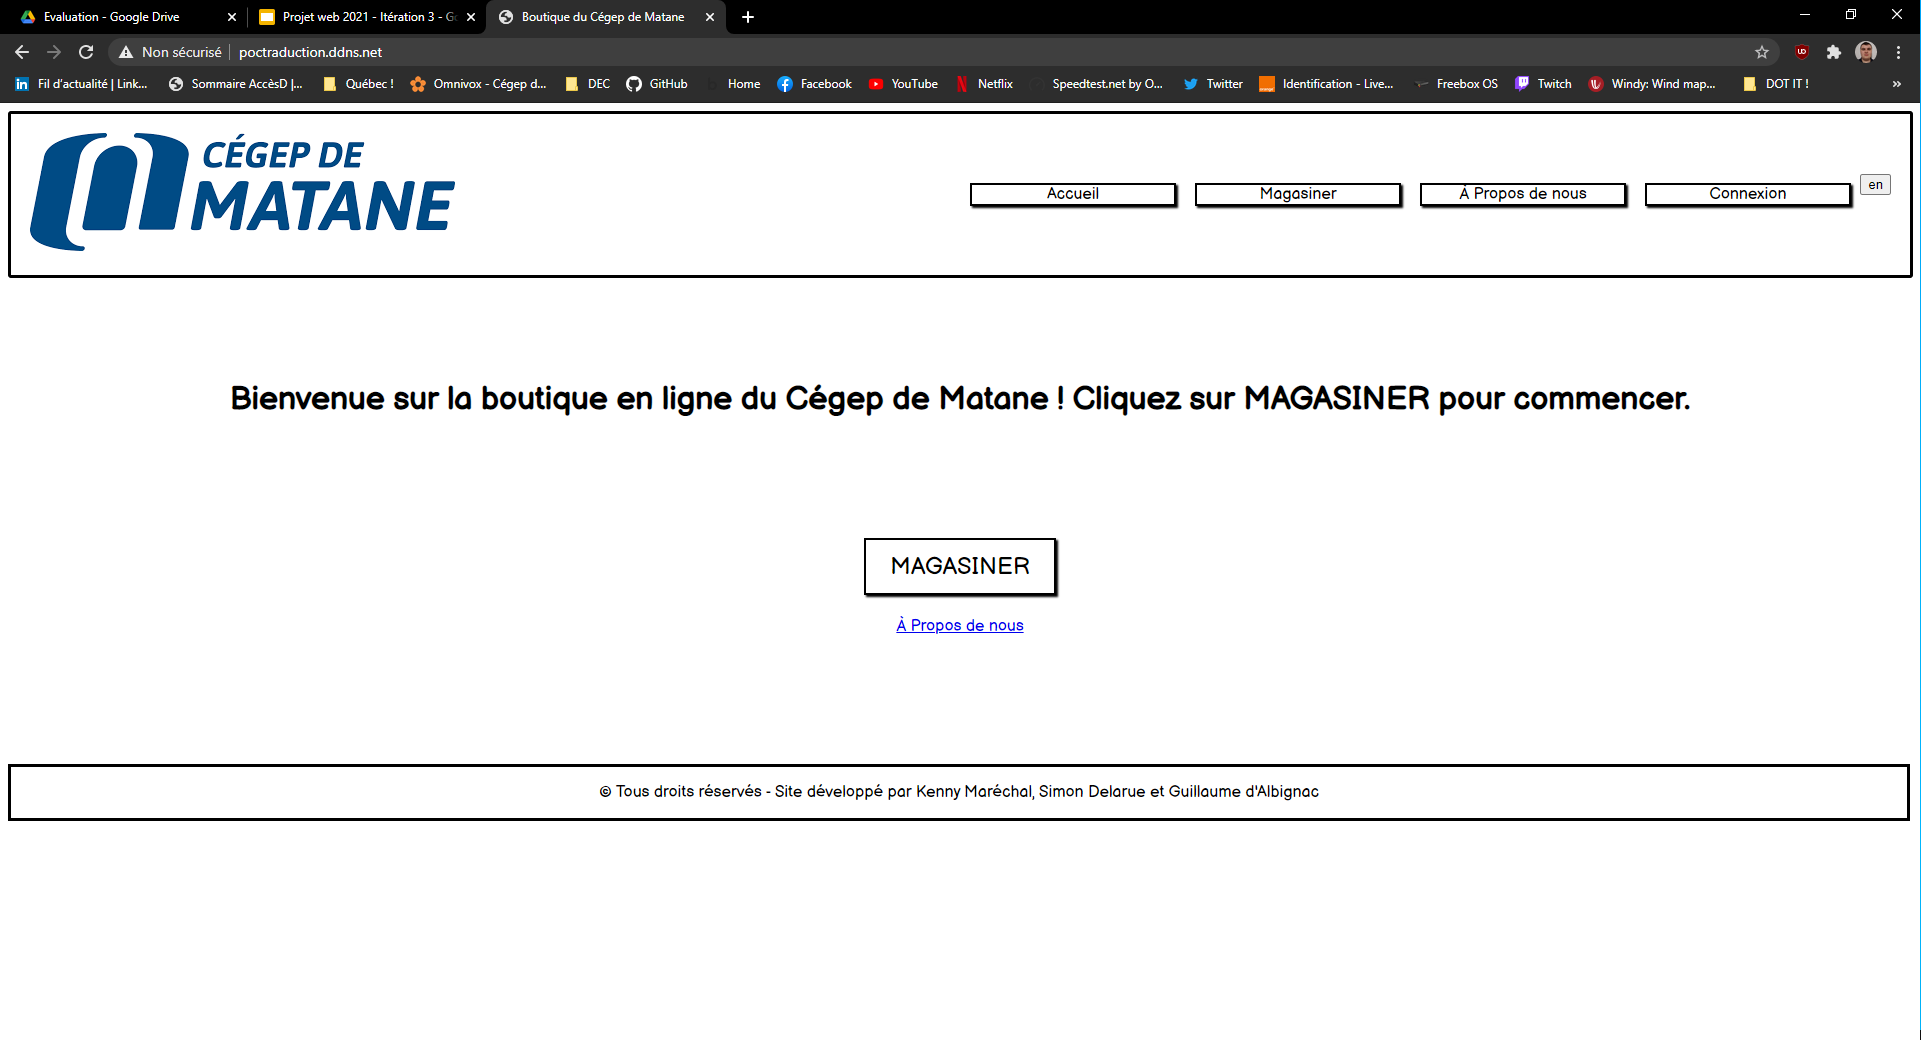 Evaluation - Google Drive
Projet web 2021 - Itération 3 - Go
Boutique du Cégep de Matane
Non sécurisé
poctraduction.ddns.net
Fil d'actualité | Link...
Sommaire AccèsD |...
Québec !
Omnivox - Cégep d...
DEC
GitHub
Home
Facebook
YouTube
Netflix
Speedtest.net by O...
Twitter
Identification - Live...
Freebox OS
Twitch
Windy: Wind map...
DOT IT !
»
CÉGEP DE
MATANE
Accueil
Magasiner
À Propos de nous
Connexion
en
Bienvenue sur la boutique en ligne du Cégep de Matane ! Cliquez sur MAGASINER pour commencer.
MAGASINER
À Propos de nous
© Tous droits réservés - Site développé par Kenny Maréchal, Simon Delarue et Guillaume d'Albignac